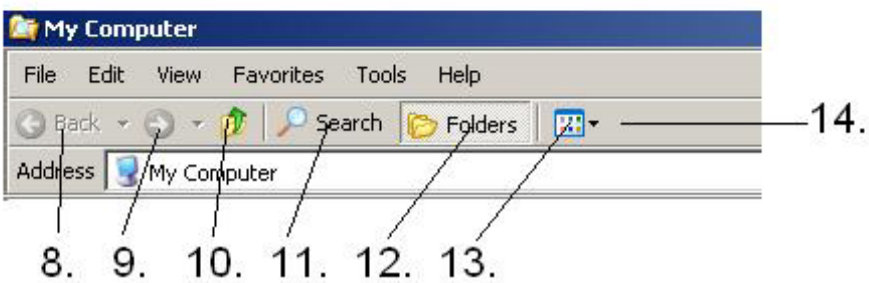 My Computer
File Edit View Favorites Tools Help
Back Search Folders 14.
Address My Computer
8. 9. 10. 11. 12. 13.